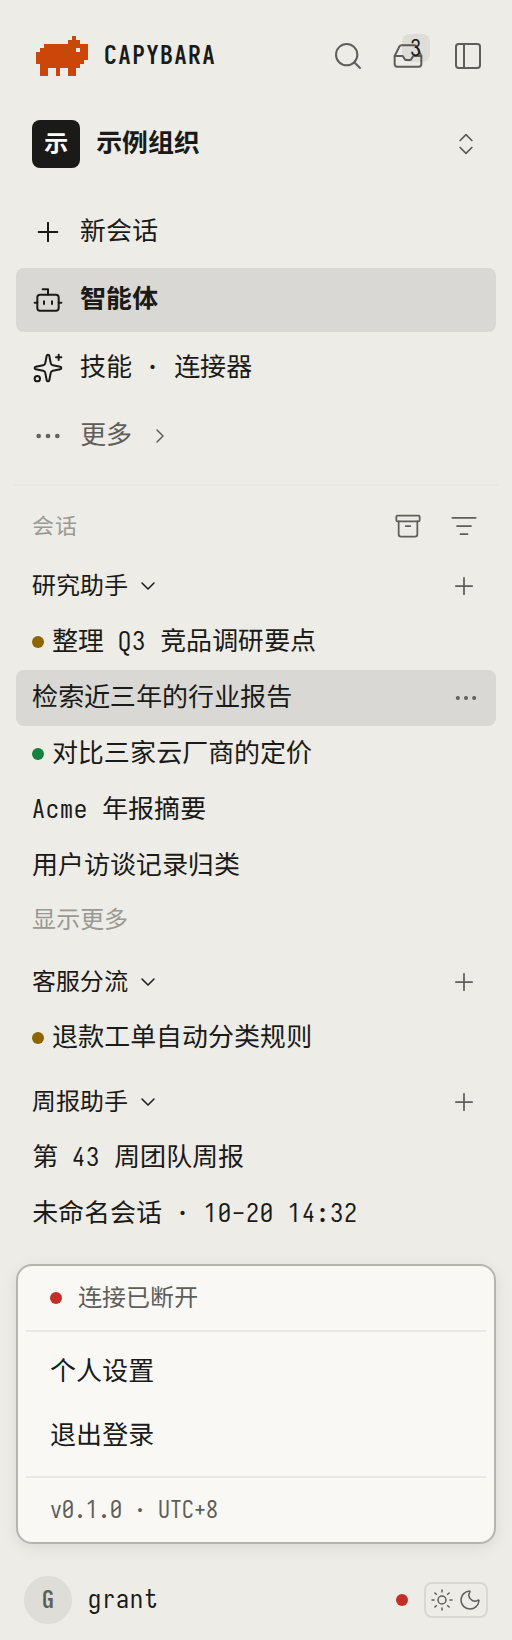 CAPYBARA
3
示 示例组织
新会话
智能体
技能 · 连接器
更多
会话
研究助手
整理 Q3 竞品调研要点
检索近三年的行业报告
对比三家云厂商的定价
Acme 年报摘要
用户访谈记录归类
显示更多
客服分流
退款工单自动分类规则
周报助手
第 43 周团队周报
未命名会话 · 10-20 14:32
连接已断开
个人设置
退出登录
v0.1.0 · UTC+8
G grant